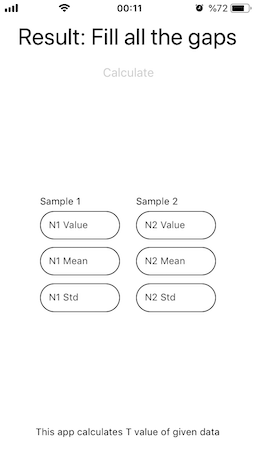 00:11
%72
Result: Fill all the gaps
Calculate
Sample 1 Sample 2
N1 Value N2 Value
N1 Mean N2 Mean
N1 Std N2 Std
This app calculates T value of given data